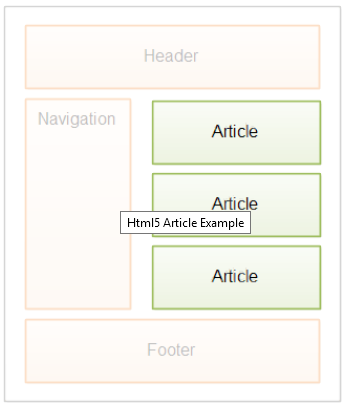 Header
Navigation
Article
Article
Html5 Article Example
Article
Footer